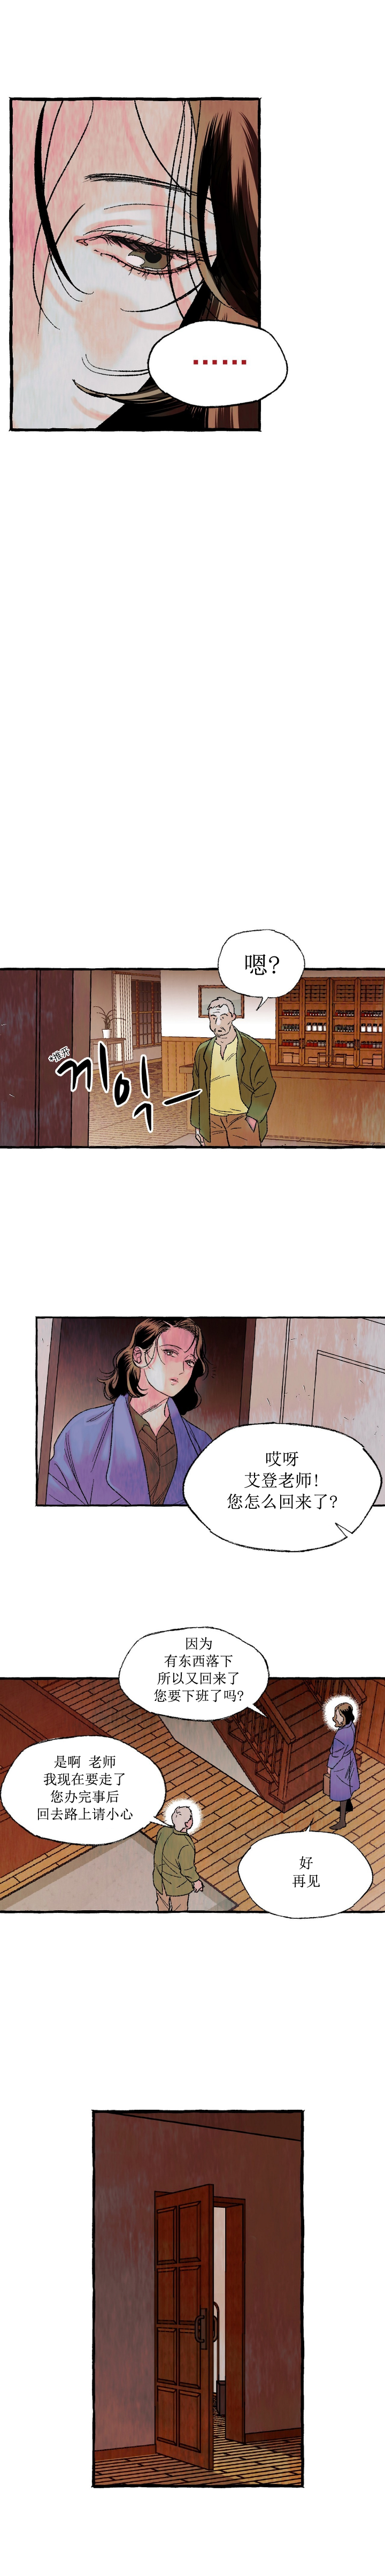 ……
嗯?
*推开
끼익
哎呀
艾登老师!
您怎么回来了?
因为
有东西落下
所以又回来了
您要下班了吗?
是啊 老师
我现在要走了
您办完事后
回去路上请小心
好
再见